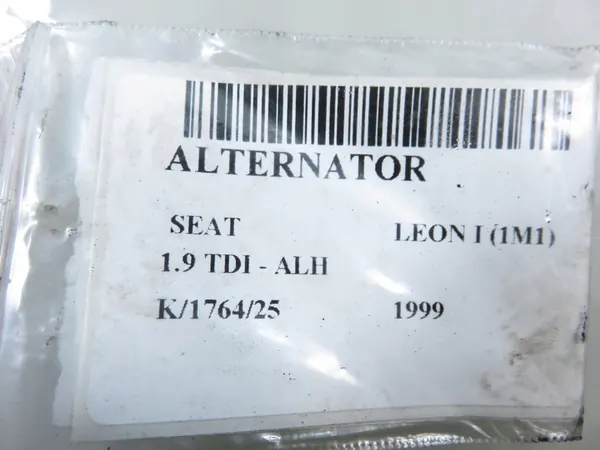 ALTERNATOR
SEAT LEON I (1M1)
1.9 TDI - ALH
K/1764/25 1999